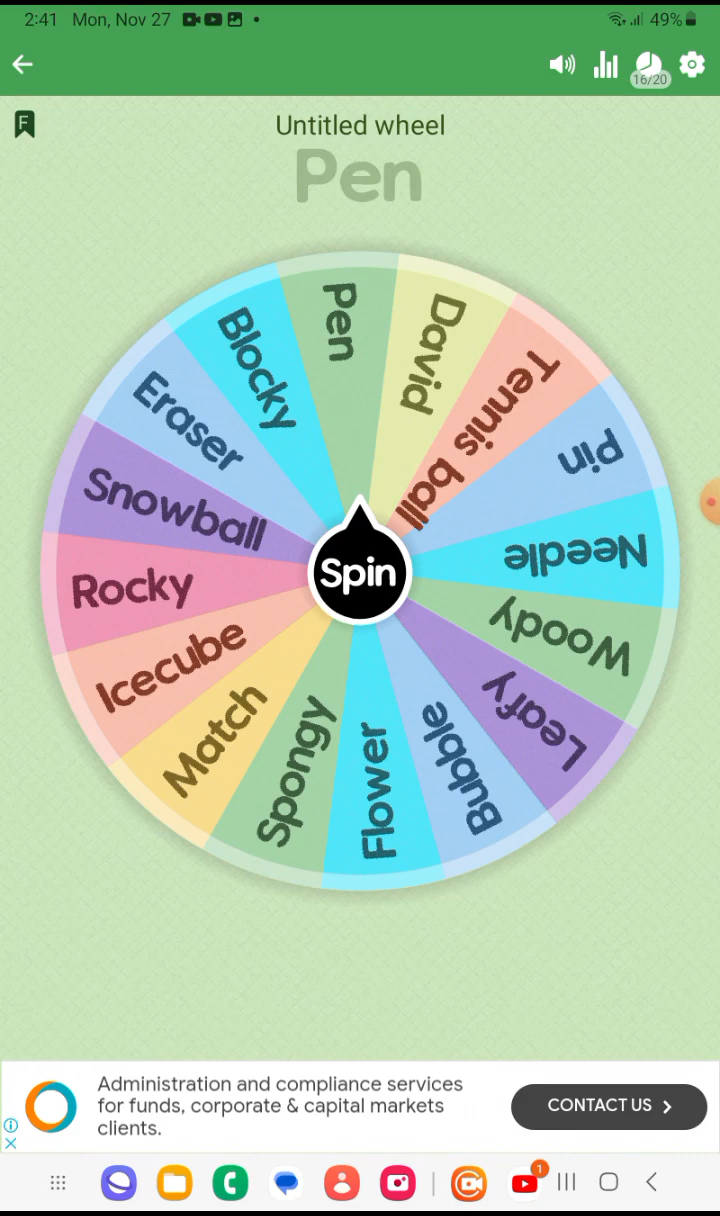 2:41 Mon, Nov 27
49%
16/20
F
Untitled wheel
Pen
Pen
David
Tennis ball
Pin
Needle
Woody
Leafy
Bubble
Flower
Spongy
Match
Icecube
Rocky
Snowball
Eraser
Blocky
Spin
Administration and compliance services
for funds, corporate & capital markets
clients.
CONTACT US
1